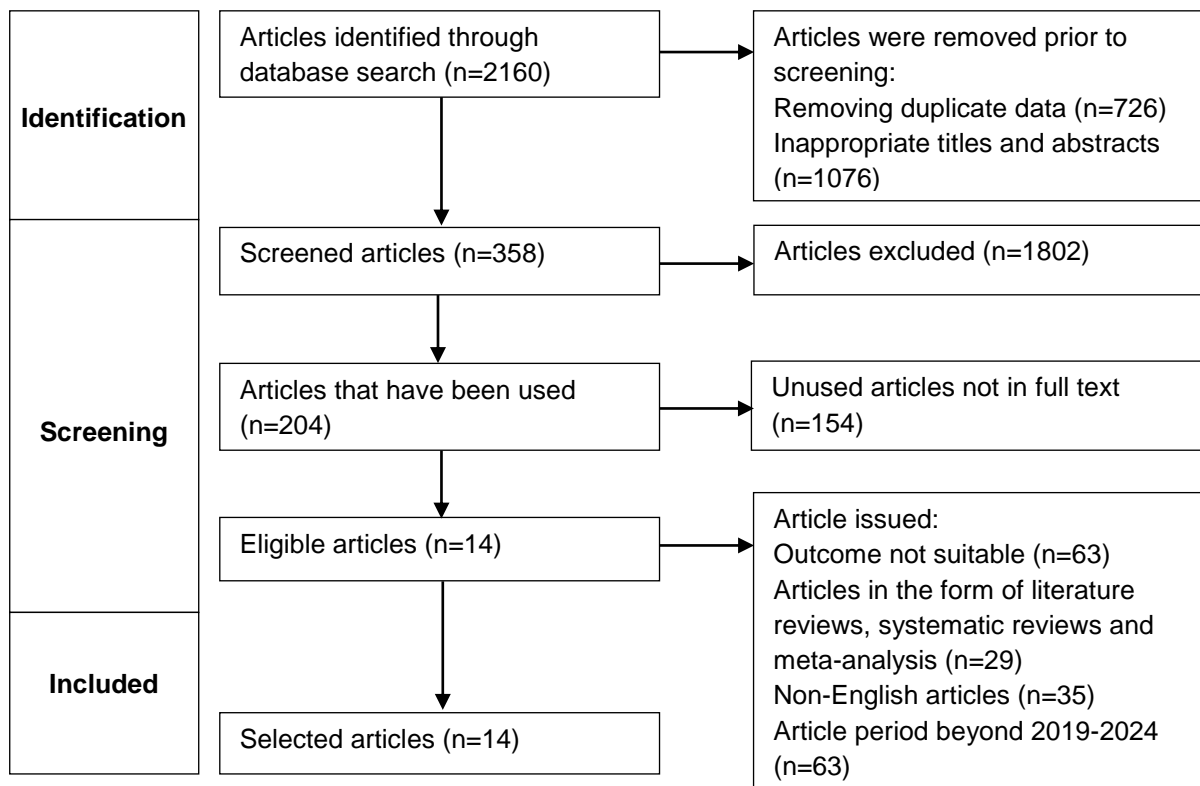 Identification
Articles identified through
database search (n=2160)
Articles were removed prior to
screening:
Removing duplicate data (n=726)
Inappropriate titles and abstracts
(n=1076)
Screening
Screened articles (n=358)
Articles excluded (n=1802)
Articles that have been used
(n=204)
Unused articles not in full text
(n=154)
Eligible articles (n=14)
Article issued:
Outcome not suitable (n=63)
Articles in the form of literature
reviews, systematic reviews and
meta-analysis (n=29)
Non-English articles (n=35)
Article period beyond 2019-2024
(n=63)
Included
Selected articles (n=14)